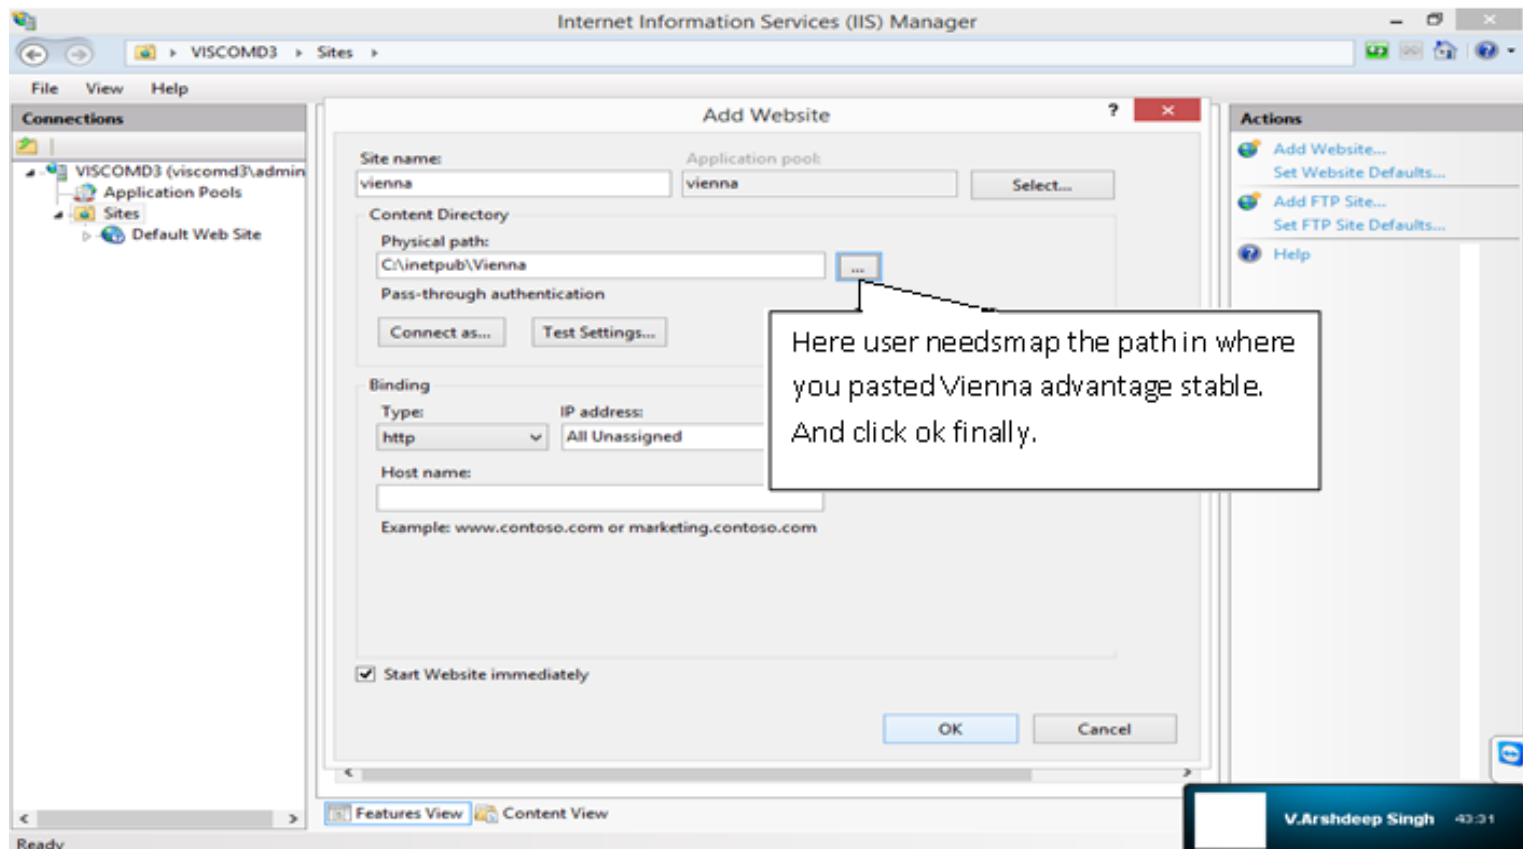 Internet Information Services (IIS) Manager
VISCOMD3 Sites
File View Help
Connections
VISCOMD3 (viscomd3\admin
Application Pools
Sites
Default Web Site
Add Website
?
Site name:
Application pool:
vienna
vienna
Select...
Content Directory
Physical path:
C:\inetpub\Vienna
...
Pass-through authentication
Connect as...
Test Settings...
Here user needsmap the path in where
you pasted Vienna advantage stable.
And click ok finally.
Binding
Type:
IP address:
http
All Unassigned
Host name:
Example: www.contoso.com or marketing.contoso.com
Start Website immediately
OK
Cancel
Actions
Add Website...
Set Website Defaults...
Add FTP Site...
Set FTP Site Defaults...
Help
Features View
Content View
V.Arshdeep Singh 43:31
Ready